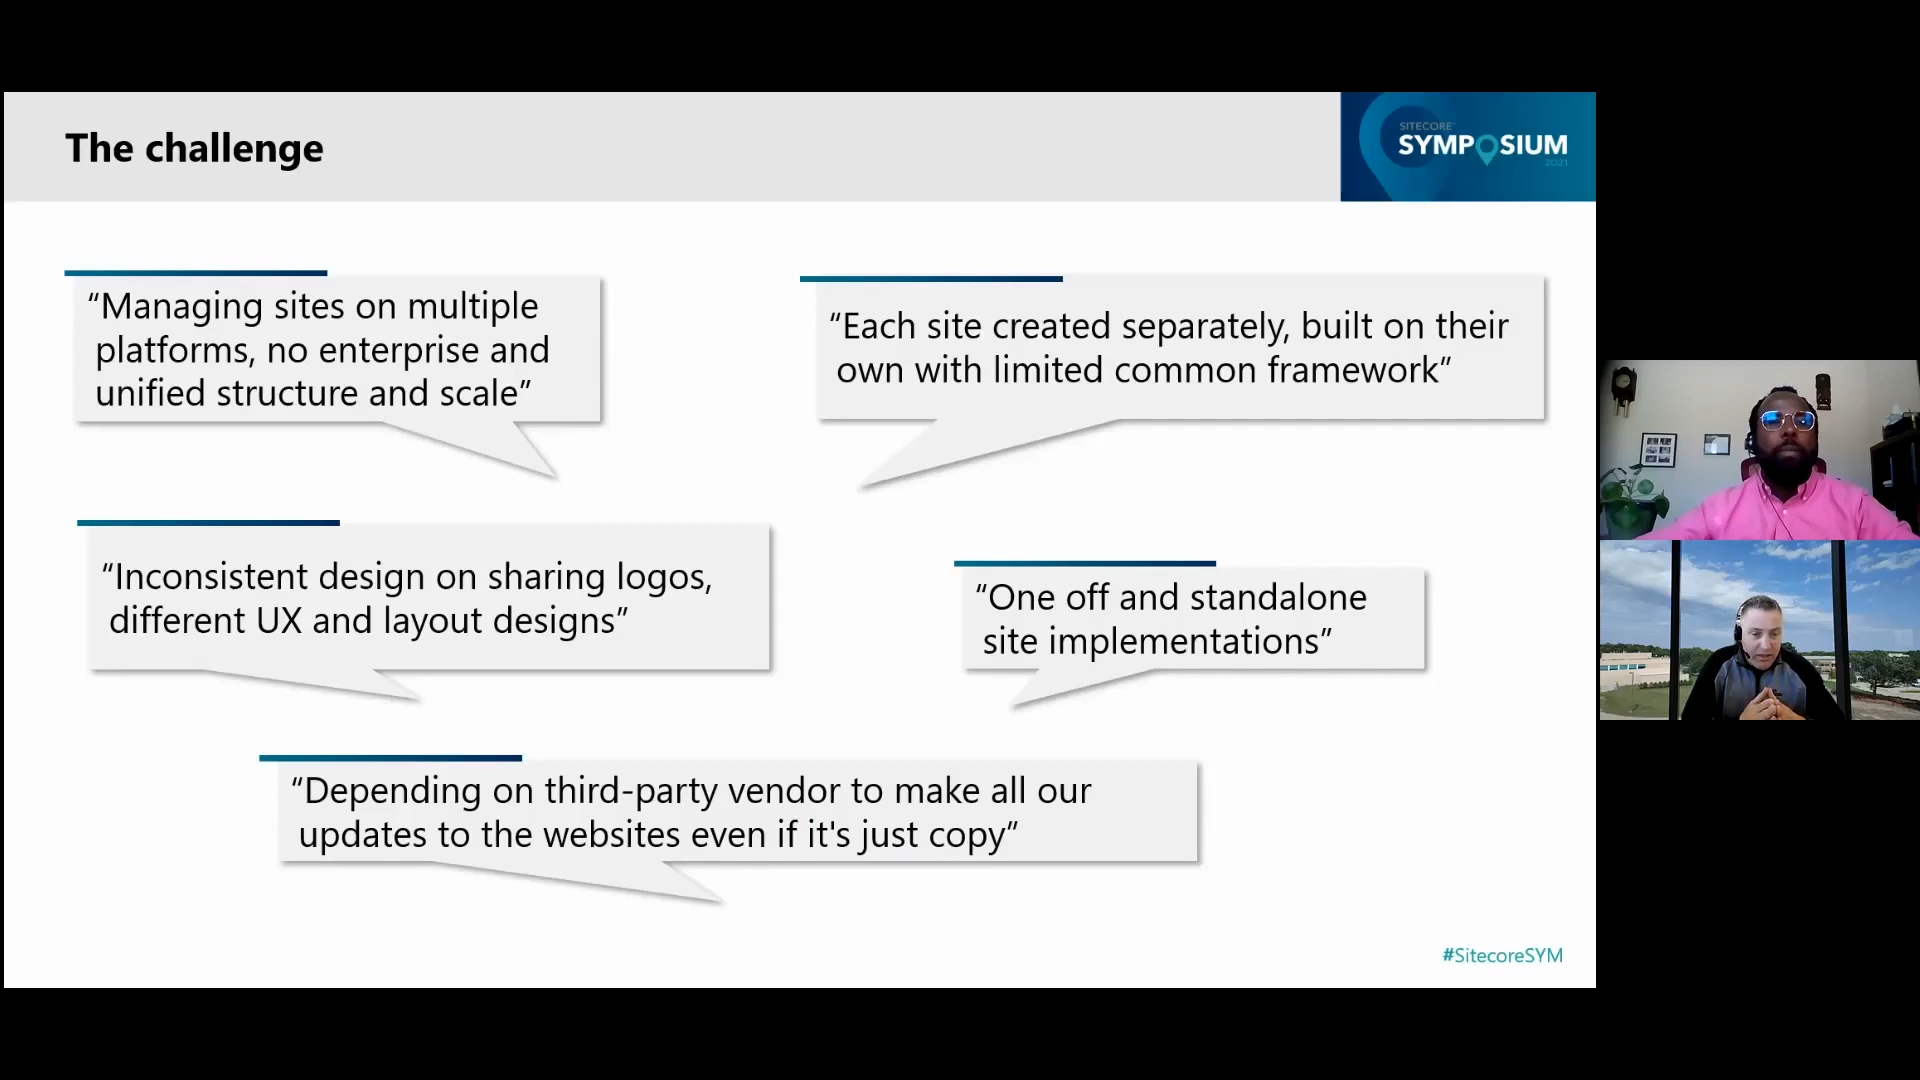 The challenge
SITECORE
SYMPOSIUM
2021
“Managing sites on multiple
platforms, no enterprise and
unified structure and scale”
“Each site created separately, built on their
own with limited common framework”
“Inconsistent design on sharing logos,
different UX and layout designs”
“One off and standalone
site implementations”
“Depending on third-party vendor to make all our
updates to the websites even if it's just copy”
#SitecoreSYM